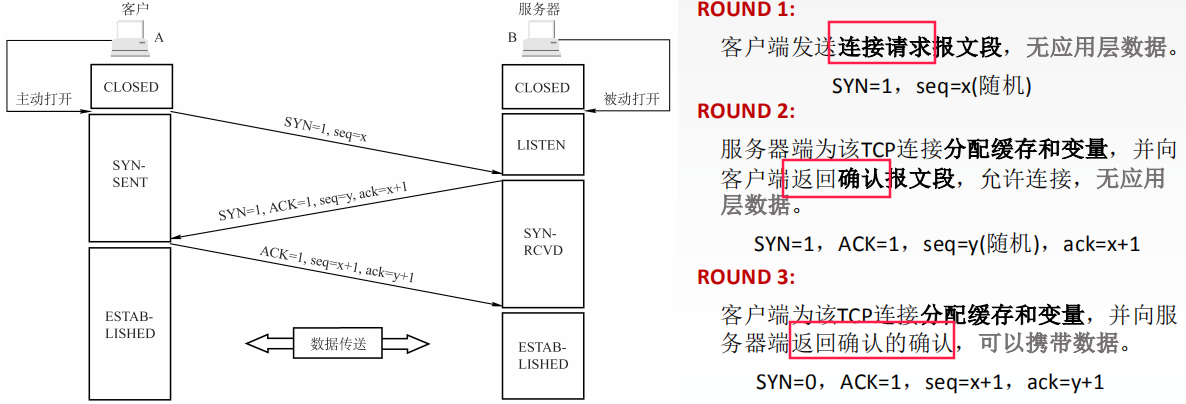 客户
A
服务器
B
CLOSED
CLOSED
主动打开
被动打开
SYN=1, seq=x
SYN-
SENT
LISTEN
SYN=1, ACK=1, seq=y, ack=x+1
SYN-
RCVD
ACK=1, seq=x+1, ack=y+1
ESTAB-
LISHED
数据传送
ESTAB-
LISHED
ROUND 1:
客户端发送连接请求报文段，无应用层数据。
SYN=1，seq=x(随机)
ROUND 2:
服务器端为该TCP连接分配缓存和变量，并向
客户端返回确认报文段，允许连接，无应用
层数据。
SYN=1，ACK=1，seq=y(随机)，ack=x+1
ROUND 3:
客户端为该TCP连接分配缓存和变量，并向服
务器端返回确认的确认，可以携带数据。
SYN=0，ACK=1，seq=x+1，ack=y+1